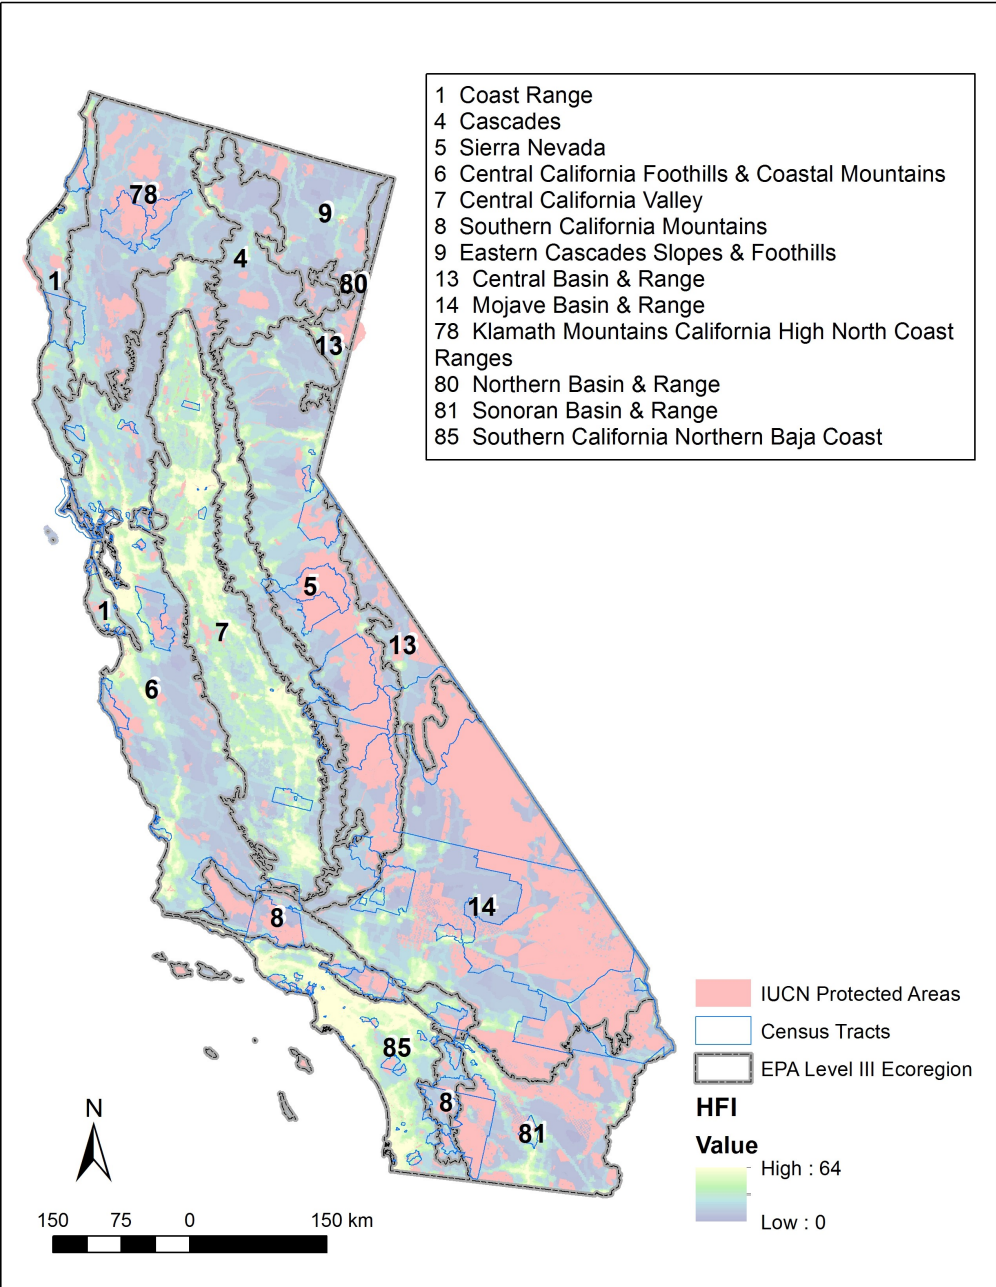 1 Coast Range
4 Cascades
5 Sierra Nevada
6 Central California Foothills & Coastal Mountains
7 Central California Valley
8 Southern California Mountains
9 Eastern Cascades Slopes & Foothills
13 Central Basin & Range
14 Mojave Basin & Range
78 Klamath Mountains California High North Coast
Ranges
80 Northern Basin & Range
81 Sonoran Basin & Range
85 Southern California Northern Baja Coast
78
9
4
1
80
13
5
1
7
13
6
14
8
85
8
81
IUCN Protected Areas
Census Tracts
EPA Level III Ecoregion
HFI
Value
High : 64
Low : 0
N
150 75 0 150 km